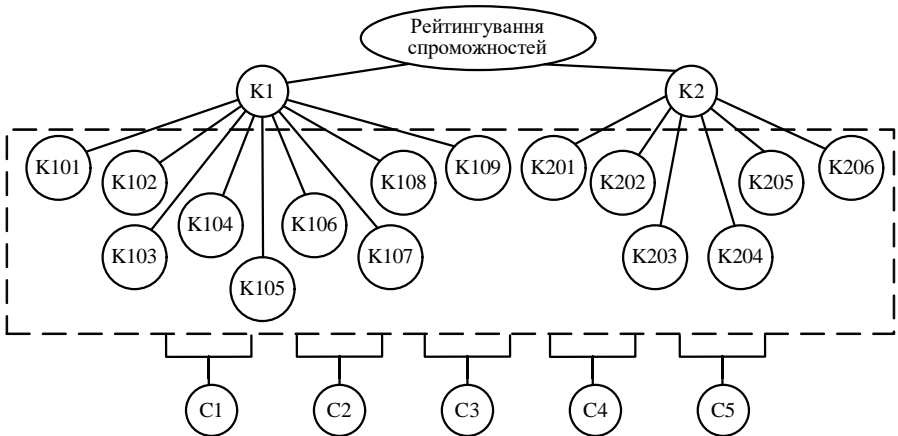 Рейтингування
спроможностей
К1
К2
К101
К102
К103
К104
К105
К106
К107
К108
К109
К201
К202
К203
К204
К205
К206
С1
С2
С3
С4
С5